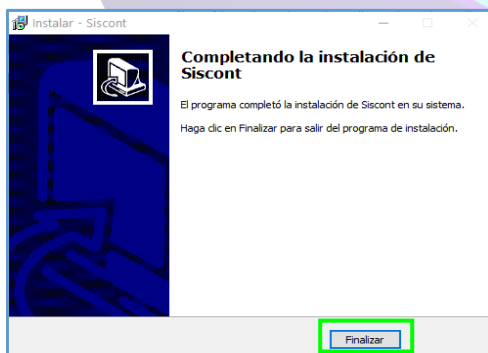 Instalar - Siscont
Completando la instalación de
Siscont
El programa completó la instalación de Siscont en su sistema.
Haga clic en Finalizar para salir del programa de instalación.
Finalizar